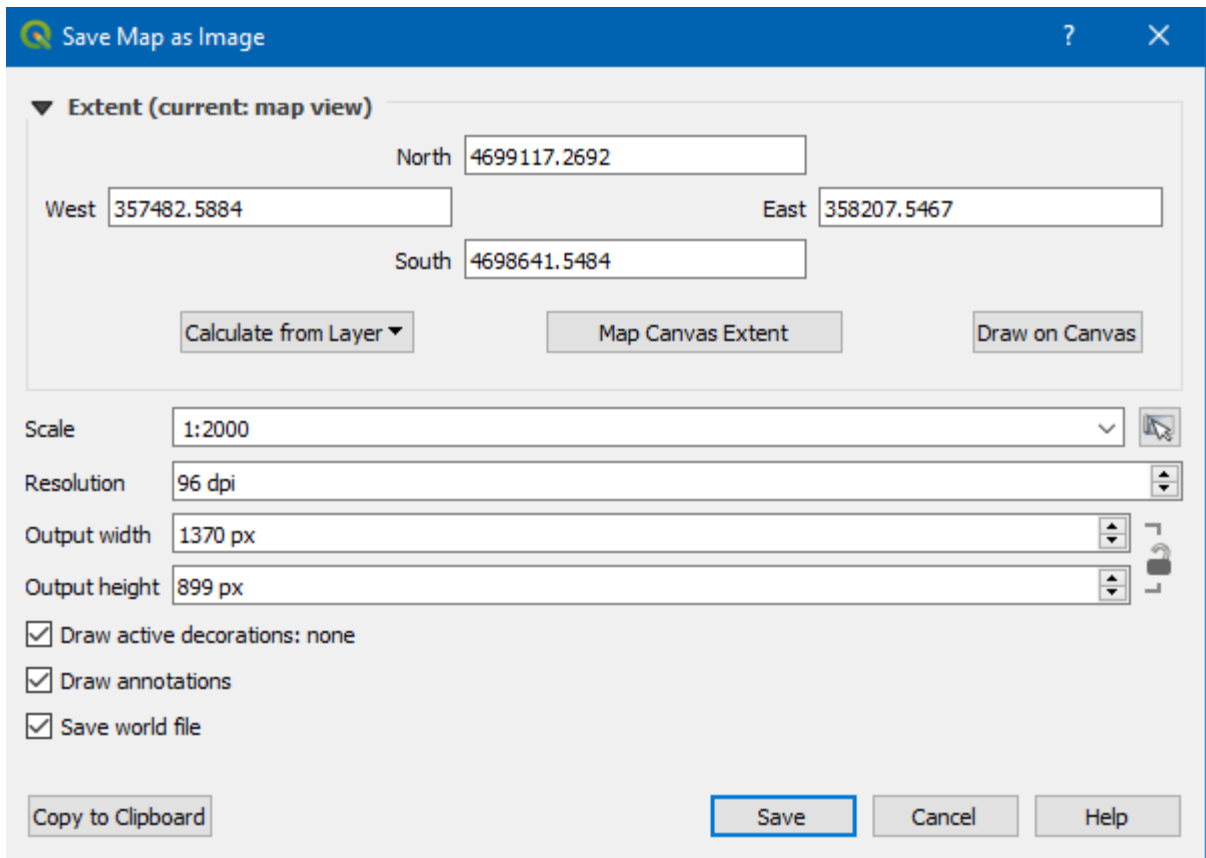 Save Map as Image
?
Extent (current: map view)
North 4699117.2692
West 357482.5884 East 358207.5467
South 4698641.5484
Calculate from Layer Map Canvas Extent Draw on Canvas
Scale 1:2000
Resolution 96 dpi
Output width 1370 px
Output height 899 px
Draw active decorations: none
Draw annotations
Save world file
Copy to Clipboard Save Cancel Help